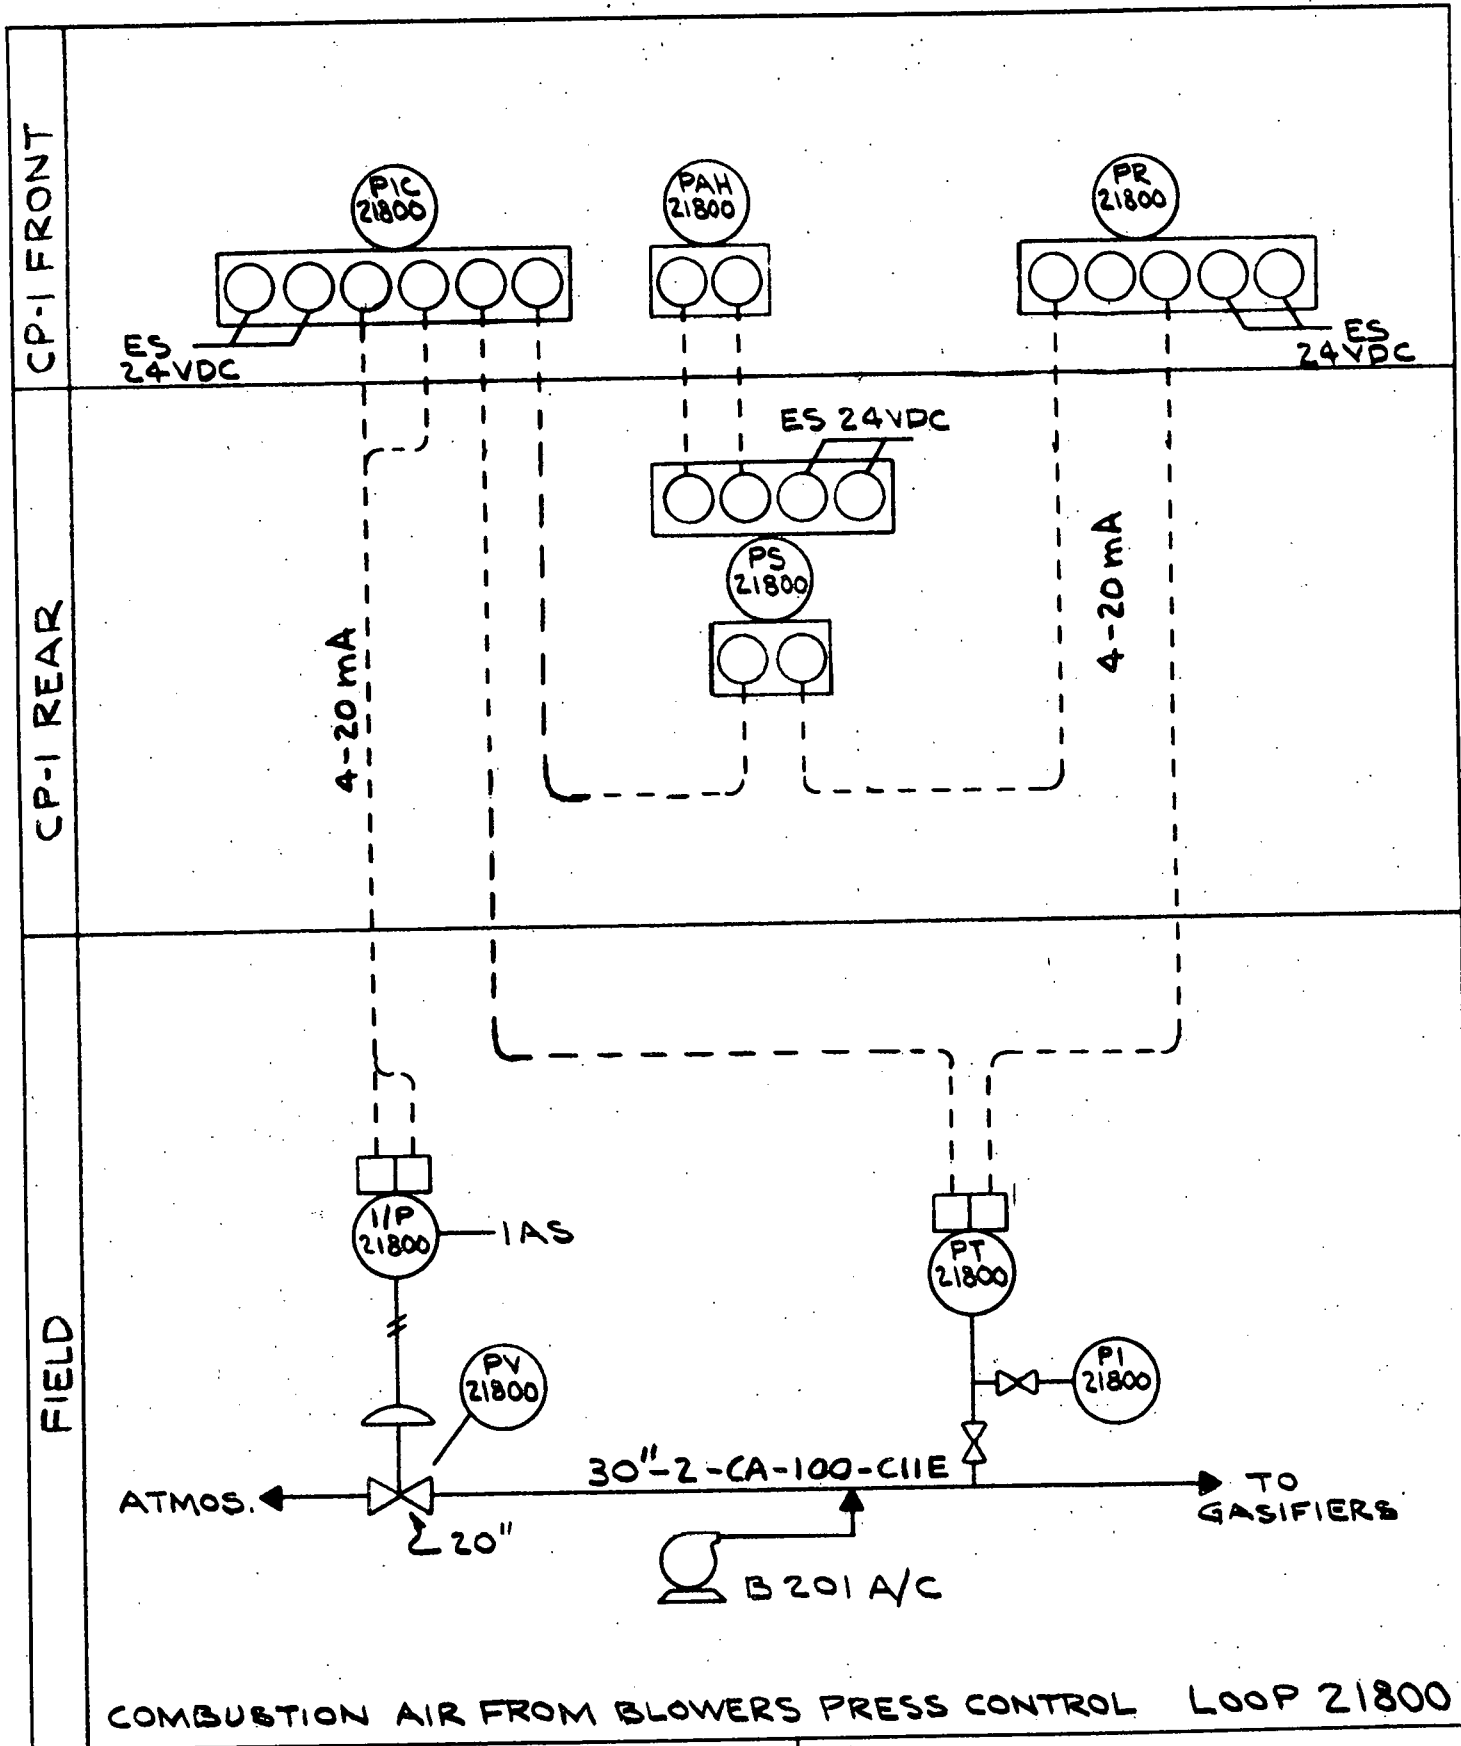 CP-1 FRONT
PIC
21800
PAH
21800
PR
21800
ES
24VDC
ES
24VDC
CP-1 REAR
ES 24VDC
PS
21800
4-20 mA
4-20 mA
FIELD
I/P
21800
IAS
PT
21800
PV
21800
PI
21800
30"-2-CA-100-C11E
ATMOS.
20"
TO
GASIFIERS
B 201 A/C
COMBUSTION AIR FROM BLOWERS PRESS CONTROL LOOP 21800